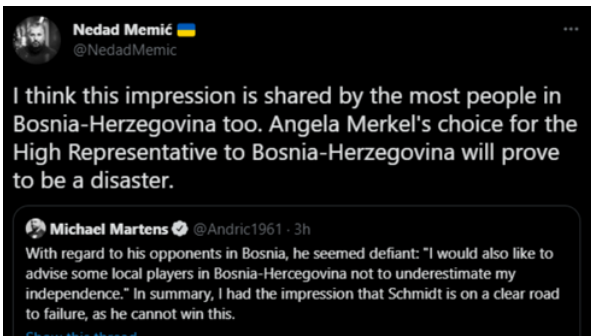 Nedad Memić 🇺🇦
@NedadMemic
I think this impression is shared by the most people in
Bosnia-Herzegovina too. Angela Merkel's choice for the
High Representative to Bosnia-Herzegovina will prove
to be a disaster.
Michael Martens @Andric1961 · 3h
With regard to his opponents in Bosnia, he seemed defiant: "I would also like to
advise some local players in Bosnia-Hercegovina not to underestimate my
independence." In summary, I had the impression that Schmidt is on a clear road
to failure, as he cannot win this.
Show this thread